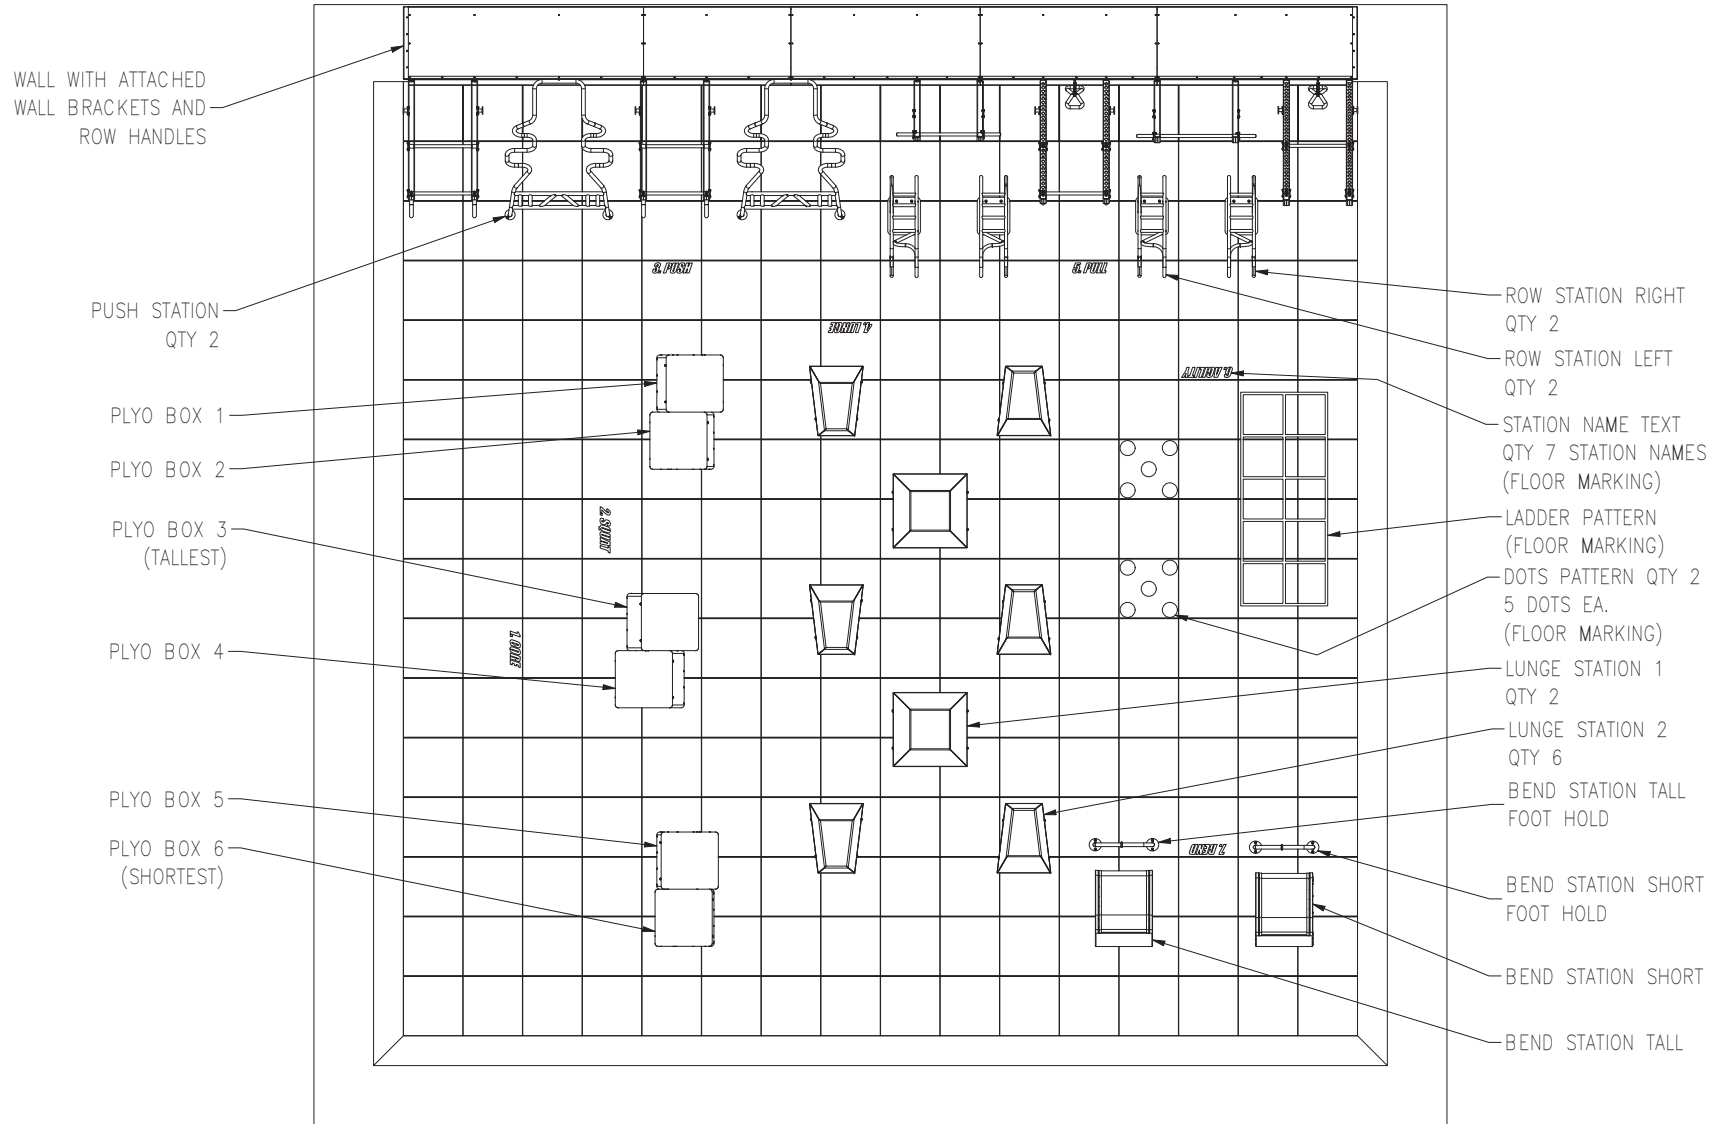 WALL WITH ATTACHED
WALL BRACKETS AND
ROW HANDLES
PUSH STATION
QTY 2
PLYO BOX 1
PLYO BOX 2
PLYO BOX 3
(TALLEST)
PLYO BOX 4
PLYO BOX 5
PLYO BOX 6
(SHORTEST)
3. PUSH
5. PULL
4. LUNGE
6. AGILITY
2. SQUAT
1. CORE
7. BEND
ROW STATION RIGHT
QTY 2
ROW STATION LEFT
QTY 2
STATION NAME TEXT
QTY 7 STATION NAMES
(FLOOR MARKING)
LADDER PATTERN
(FLOOR MARKING)
DOTS PATTERN QTY 2
5 DOTS EA.
(FLOOR MARKING)
LUNGE STATION 1
QTY 2
LUNGE STATION 2
QTY 6
BEND STATION TALL
FOOT HOLD
BEND STATION SHORT
FOOT HOLD
BEND STATION SHORT
BEND STATION TALL